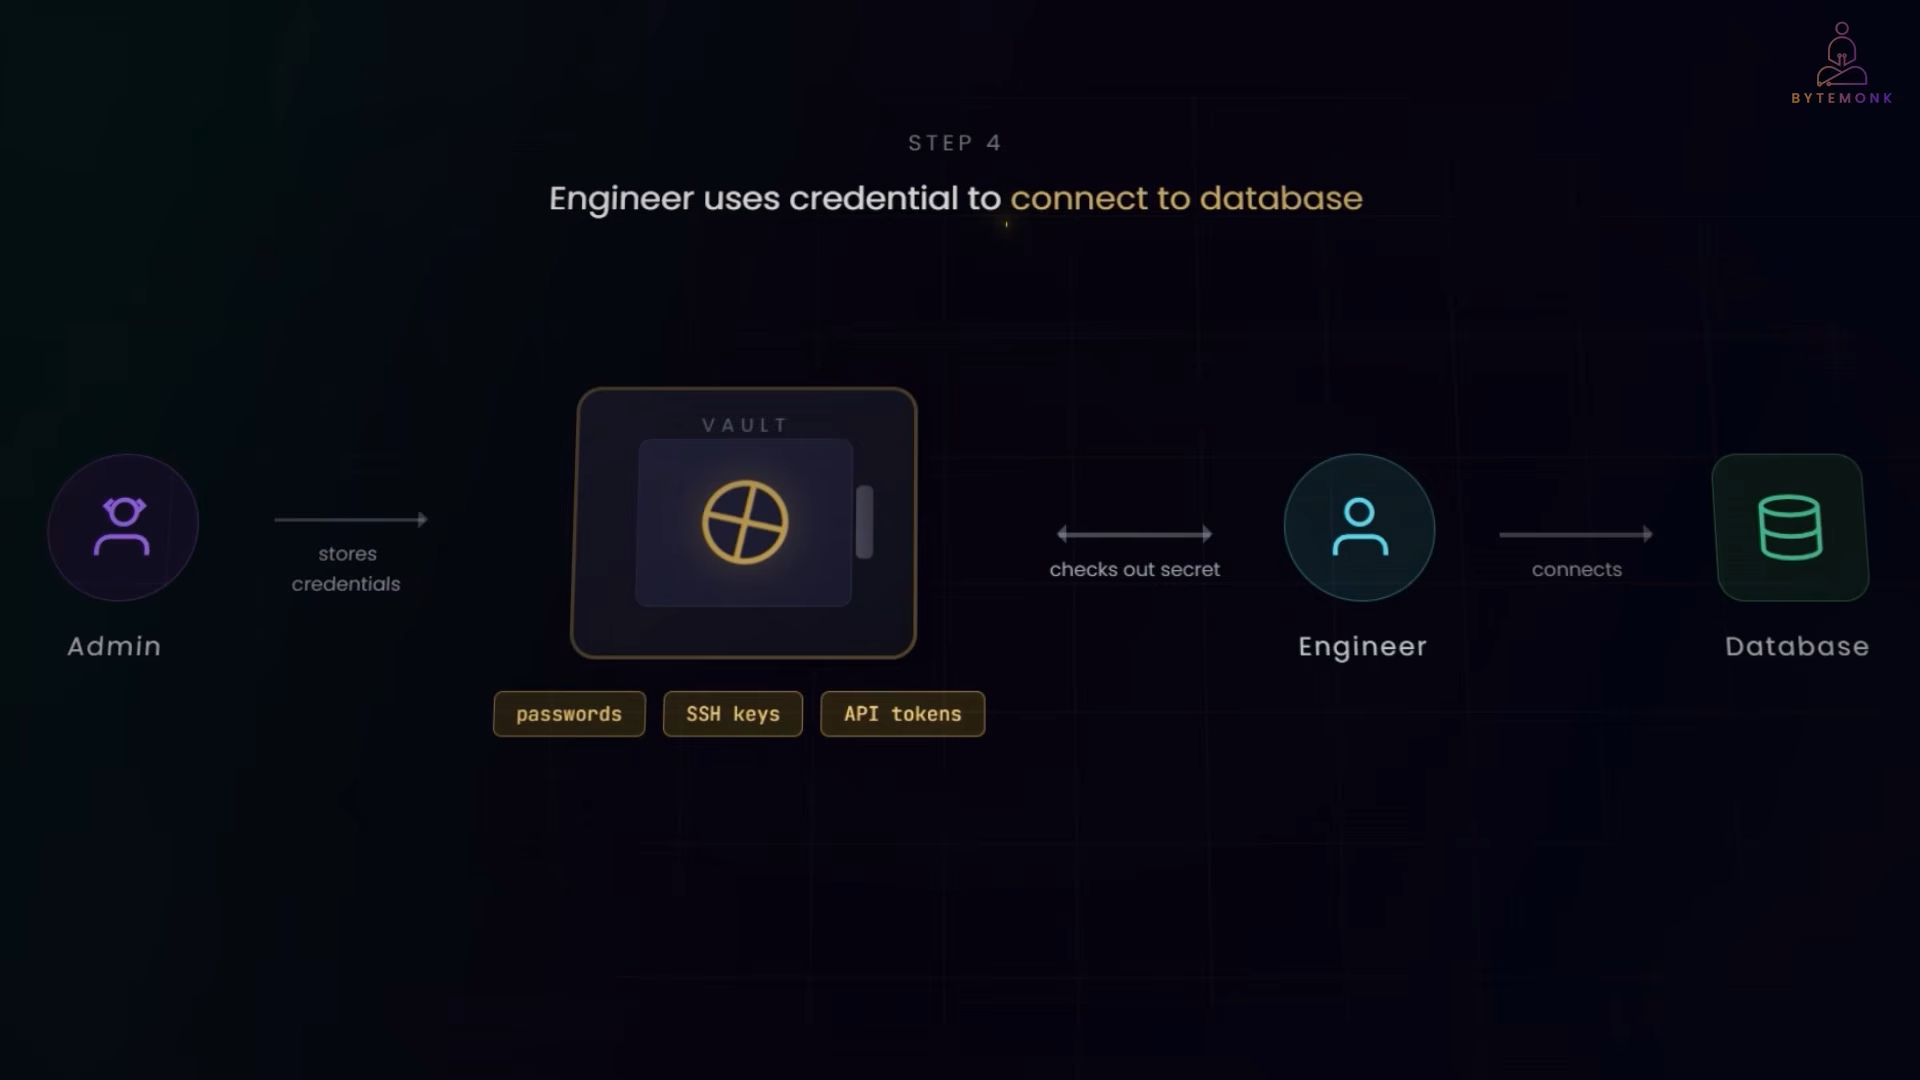 BYTEMONK
STEP 4
Engineer uses credential to connect to database
VAULT
stores
credentials
checks out secret
connects
Admin
Engineer
Database
passwords
SSH keys
API tokens